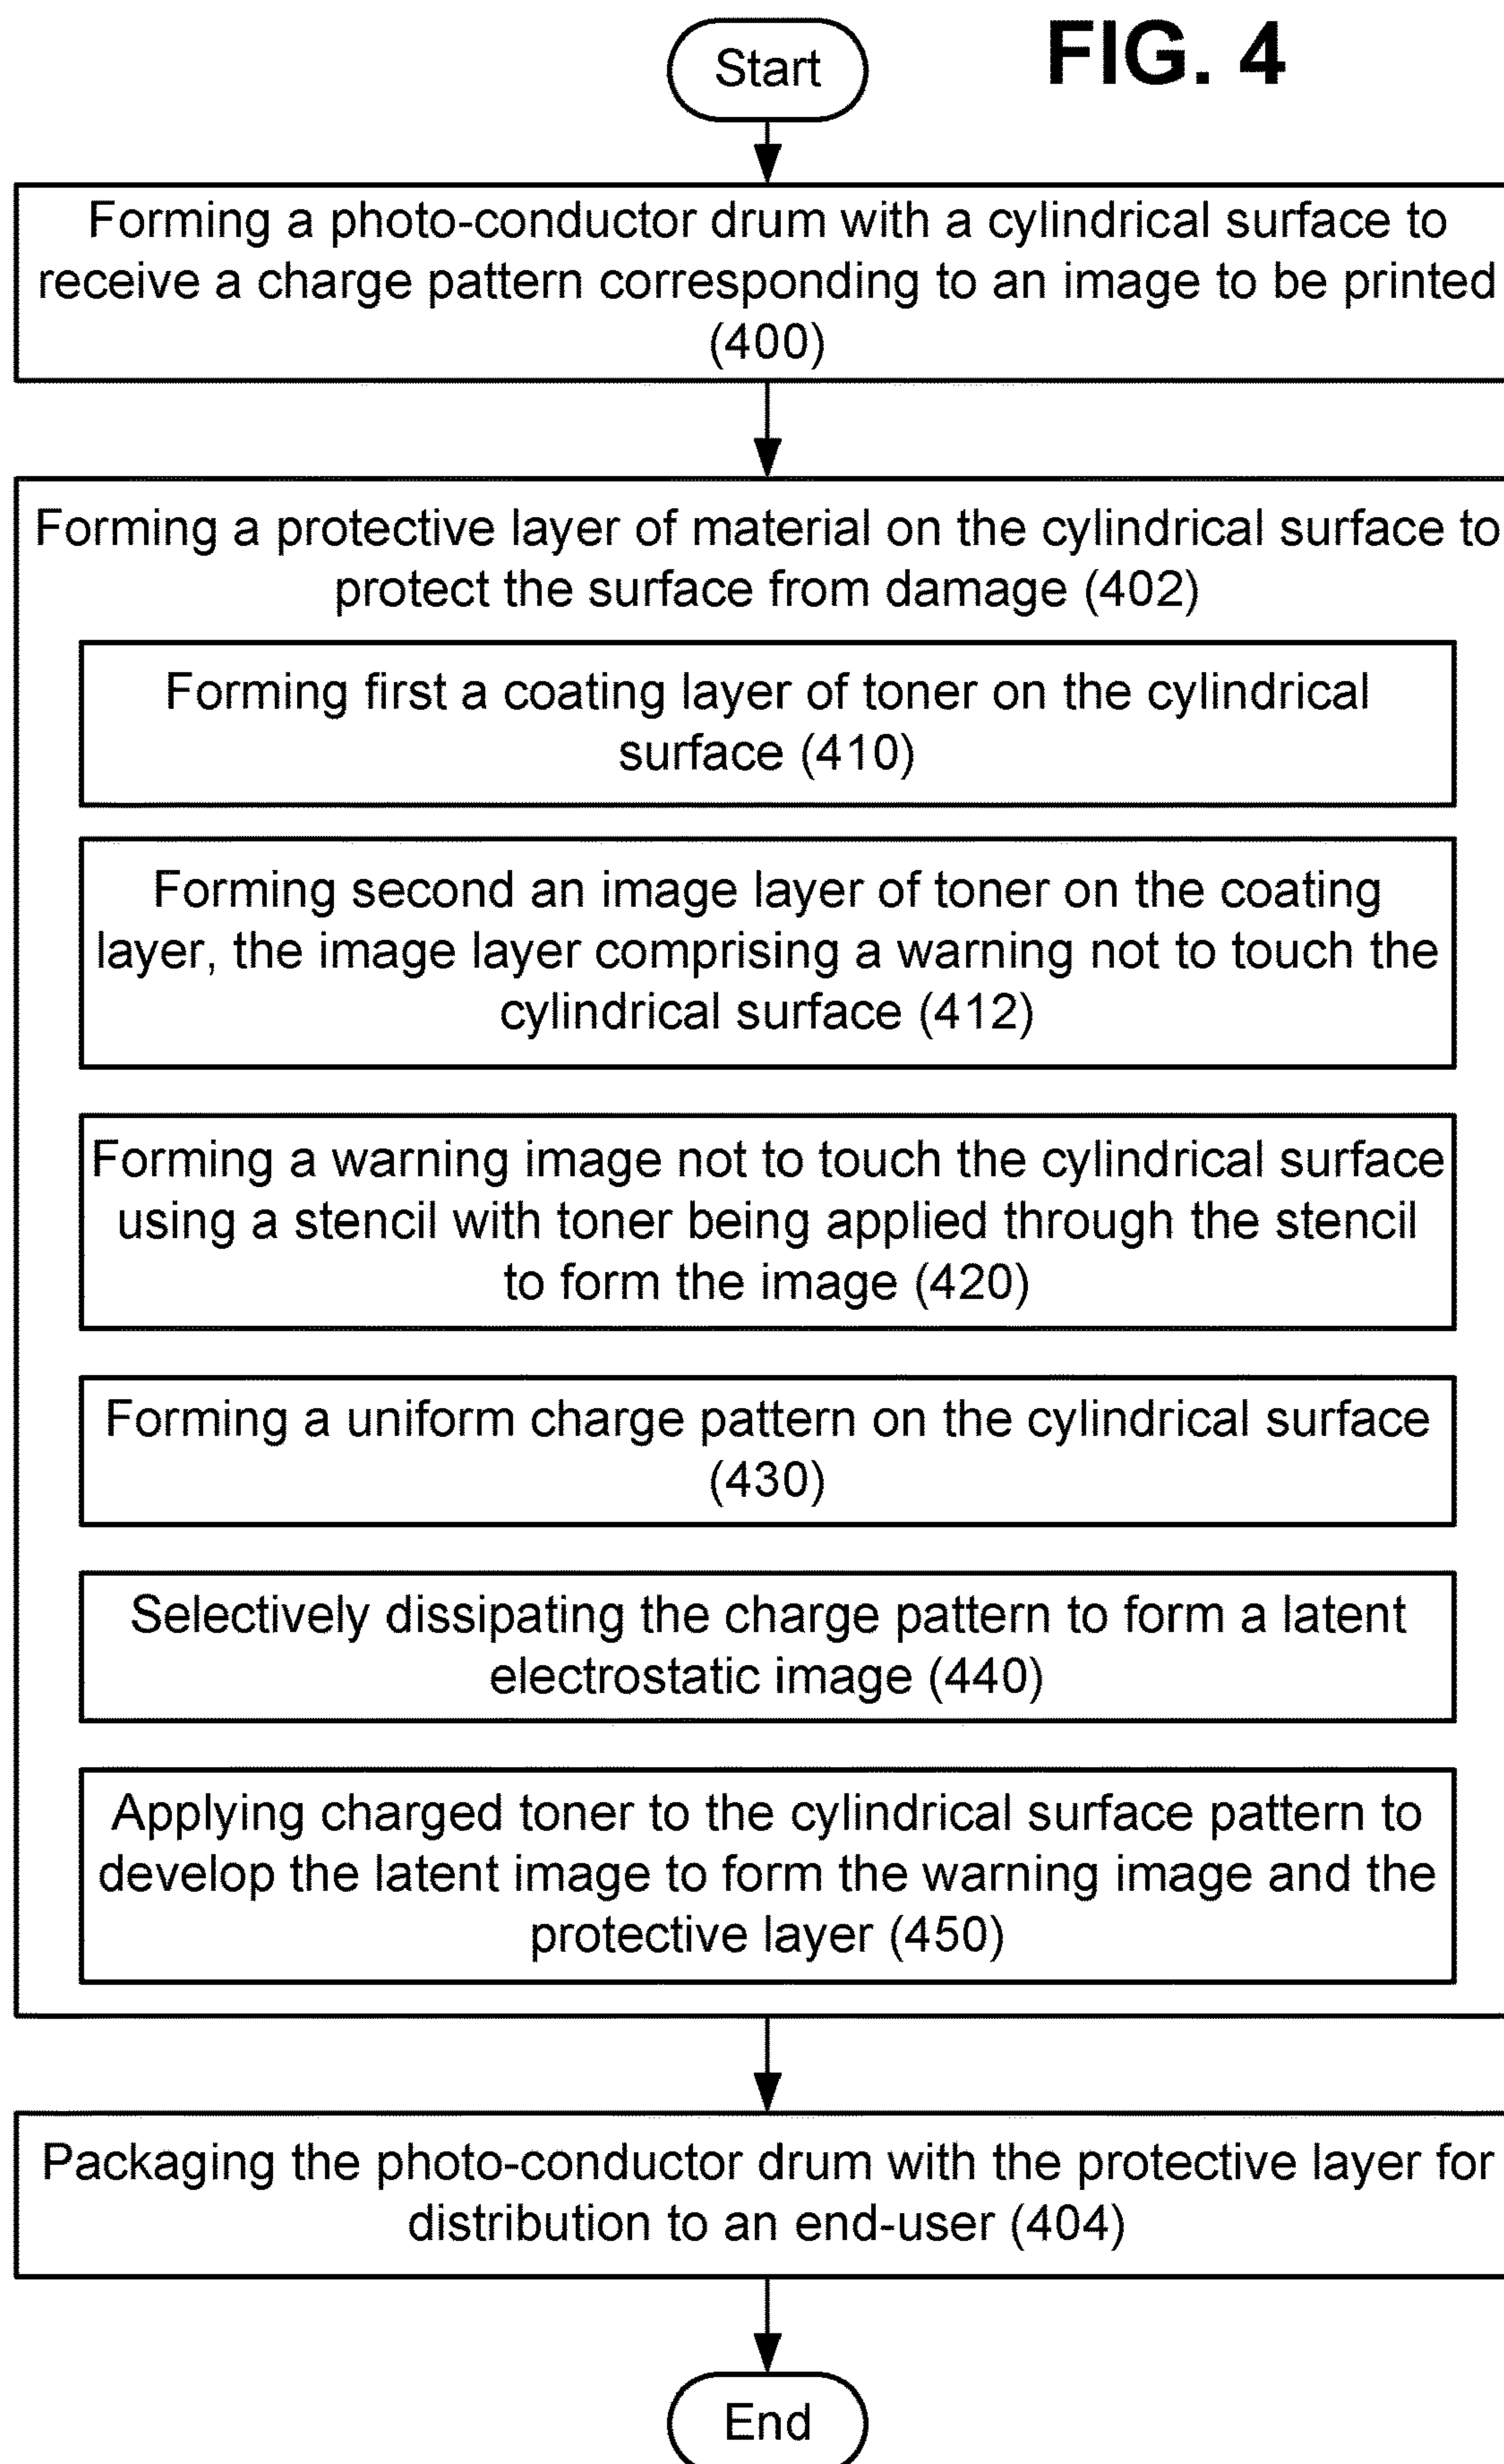 Start
FIG. 4
Forming a photo-conductor drum with a cylindrical surface to
receive a charge pattern corresponding to an image to be printed
(400)
Forming a protective layer of material on the cylindrical surface to
protect the surface from damage (402)
Forming first a coating layer of toner on the cylindrical
surface (410)
Forming second an image layer of toner on the coating
layer, the image layer comprising a warning not to touch the
cylindrical surface (412)
Forming a warning image not to touch the cylindrical surface
using a stencil with toner being applied through the stencil
to form the image (420)
Forming a uniform charge pattern on the cylindrical surface
(430)
Selectively dissipating the charge pattern to form a latent
electrostatic image (440)
Applying charged toner to the cylindrical surface pattern to
develop the latent image to form the warning image and the
protective layer (450)
Packaging the photo-conductor drum with the protective layer for
distribution to an end-user (404)
End